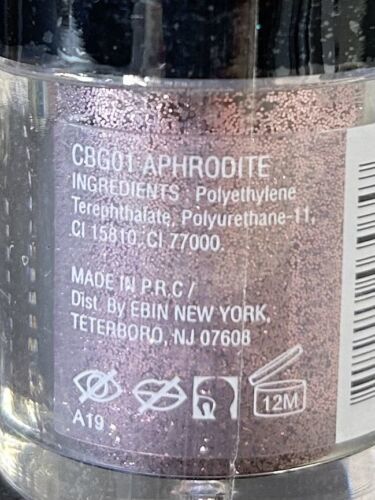 CBG01 APHRODITE
INGREDIENTS : Polyethylene
Terephthalate, Polyurethane-11,
CI 15810, CI 77000.
MADE IN P.R.C /
Dist. By EBIN NEW YORK,
TETERBORO, NJ 07608
12M
A19